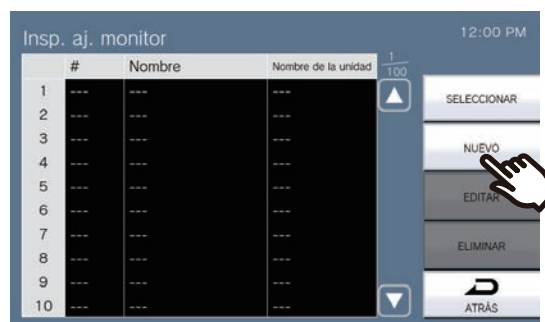 Insp. aj. monitor
12:00 PM
# Nombre Nombre de la unidad
1
100
1 --- --- ---
2 --- --- ---
3 --- --- ---
4 --- --- ---
5 --- --- ---
6 --- --- ---
7 --- --- ---
8 --- --- ---
9 --- --- ---
10 --- --- ---
SELECCIONAR
NUEVO
EDITAR
ELIMINAR
ATRÁS